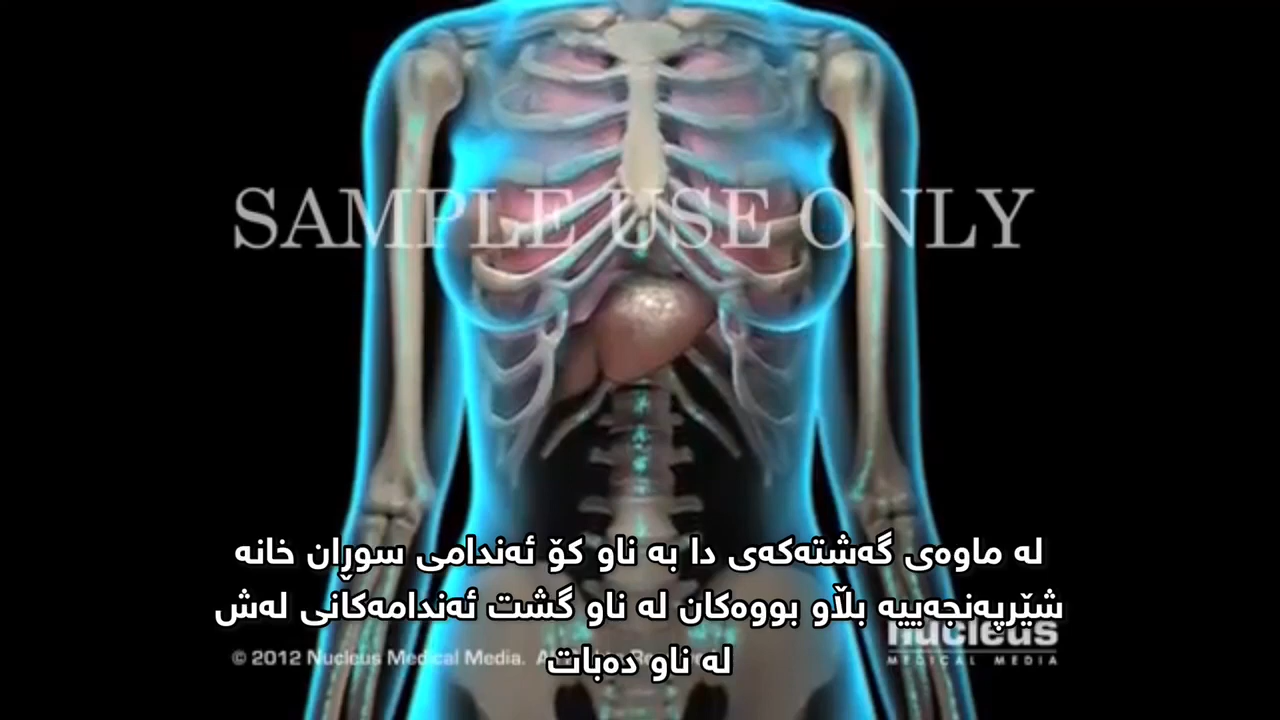 SAMPLE USE ONLY
لە ماوەی گەشتەکەی دا بە ناو کۆ ئەندامی سوڕان خانە
شێرپەنجەییە بڵاو بووەکان لە ناو گشت ئەندامەکانی لەش
لە ناو دەبات
nucleus
MEDICAL MEDIA
© 2012 Nucleus Medical Media.